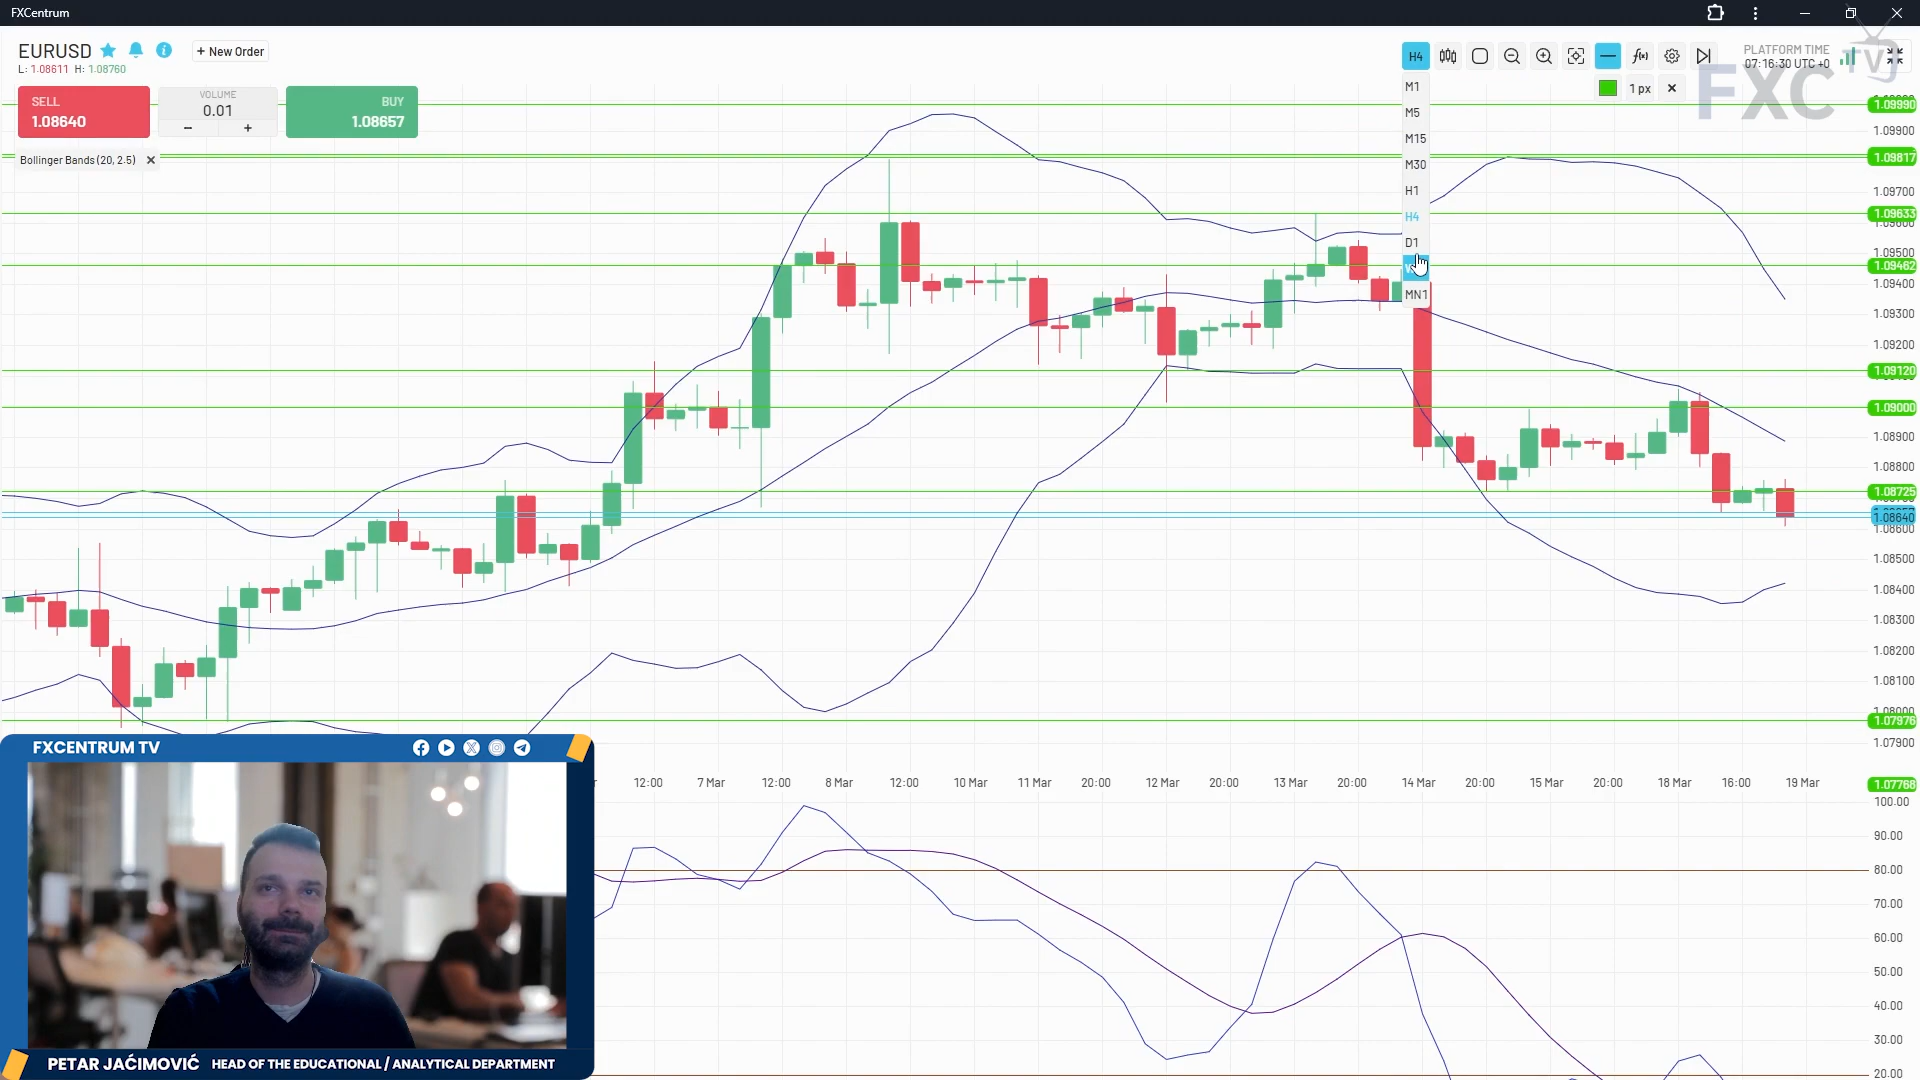 FXCentrum
EURUSD
+ New Order
L: 1.08611 H: 1.08760
SELL
1.08640
VOLUME
0.01
− +
BUY
1.08657
Bollinger Bands (20, 2.5) ×
H4
M1
M5
M15
M30
H1
H4
D1
MN1
1 px ×
PLATFORM TIME
07:16:30 UTC +0
FXC
TV
1.09990
1.09900
1.09817
1.09700
1.09633
1.09600
1.09500
1.09462
1.09400
1.09300
1.09200
1.09120
1.09000
1.08900
1.08800
1.08725
1.08640
1.08600
1.08500
1.08400
1.08300
1.08200
1.08100
1.08000
1.07976
1.07900
12:00 7 Mar 12:00 8 Mar 12:00 10 Mar 11 Mar 20:00 12 Mar 20:00 13 Mar 20:00 14 Mar 20:00 15 Mar 20:00 18 Mar 16:00 19 Mar
1.07768
100.00
90.00
80.00
70.00
60.00
50.00
40.00
30.00
20.00
FXCENTRUM TV
PETAR JAĆIMOVIĆ HEAD OF THE EDUCATIONAL / ANALYTICAL DEPARTMENT